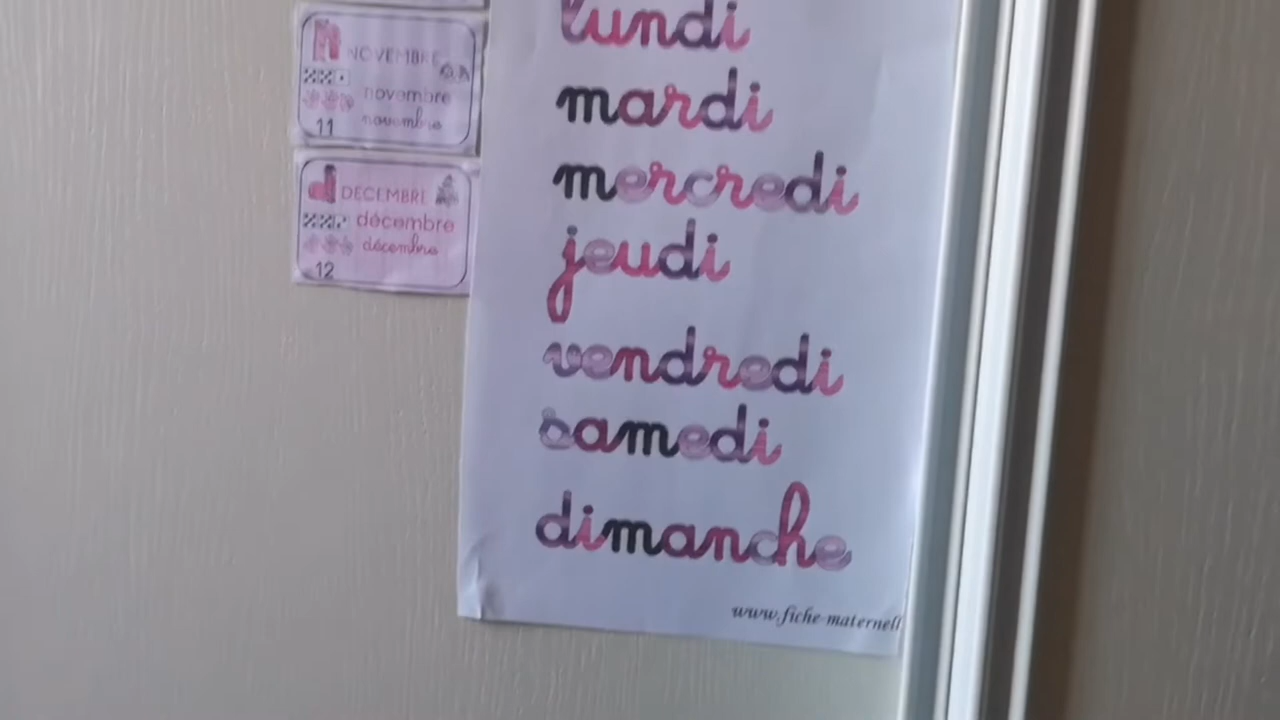 NOVEMBRE
novembre
novembre
11
DECEMBRE
décembre
décembre
12
lundi
mardi
mercredi
jeudi
vendredi
samedi
dimanche
www.fiche-maternell